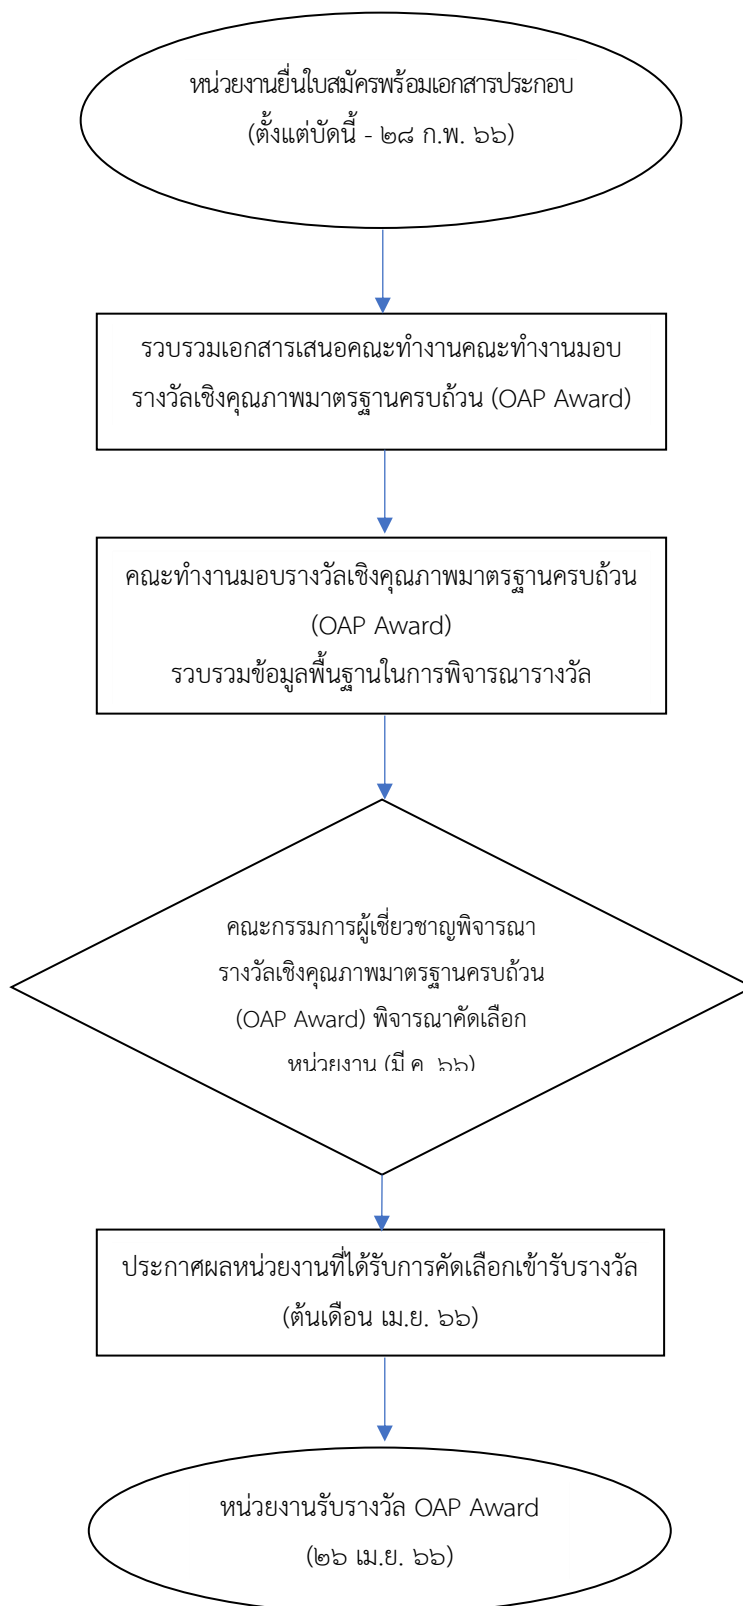 หน่วยงานยื่นใบสมัครพร้อมเอกสารประกอบ
(ตั้งแต่บัดนี้ - ๒๘ ก.พ. ๖๖)
รวบรวมเอกสารเสนอคณะทำงานคณะทำงานมอบ
รางวัลเชิงคุณภาพมาตรฐานครบถ้วน (OAP Award)
คณะทำงานมอบรางวัลเชิงคุณภาพมาตรฐานครบถ้วน
(OAP Award)
รวบรวมข้อมูลพื้นฐานในการพิจารณารางวัล
คณะกรรมการผู้เชี่ยวชาญพิจารณา
รางวัลเชิงคุณภาพมาตรฐานครบถ้วน
(OAP Award) พิจารณาคัดเลือก
หน่วยงาน (มี.ค. ๖๖)
ประกาศผลหน่วยงานที่ได้รับการคัดเลือกเข้ารับรางวัล
(ต้นเดือน เม.ย. ๖๖)
หน่วยงานรับรางวัล OAP Award
(๒๖ เม.ย. ๖๖)